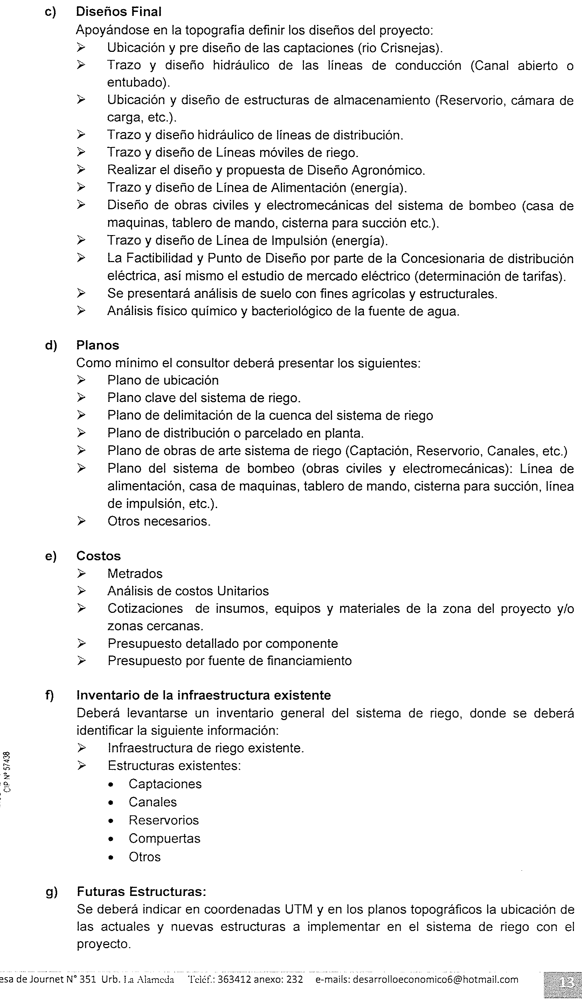 c) Diseños Final
Apoyándose en la topografía definir los diseños del proyecto:
➢ Ubicación y pre diseño de las captaciones (rio Crisnejas).
➢ Trazo y diseño hidráulico de las líneas de conducción (Canal abierto o
entubado).
➢ Ubicación y diseño de estructuras de almacenamiento (Reservorio, cámara de
carga, etc.).
➢ Trazo y diseño hidráulico de líneas de distribución.
➢ Trazo y diseño de Líneas móviles de riego.
➢ Realizar el diseño y propuesta de Diseño Agronómico.
➢ Trazo y diseño de Línea de Alimentación (energía).
➢ Diseño de obras civiles y electromecánicas del sistema de bombeo (casa de
maquinas, tablero de mando, cisterna para succión etc.).
➢ Trazo y diseño de Línea de Impulsión (energía).
➢ La Factibilidad y Punto de Diseño por parte de la Concesionaria de distribución
eléctrica, así mismo el estudio de mercado eléctrico (determinación de tarifas).
➢ Se presentará análisis de suelo con fines agrícolas y estructurales.
➢ Análisis físico químico y bacteriológico de la fuente de agua.
d) Planos
Como mínimo el consultor deberá presentar los siguientes:
➢ Plano de ubicación
➢ Plano clave del sistema de riego.
➢ Plano de delimitación de la cuenca del sistema de riego
➢ Plano de distribución o parcelado en planta.
➢ Plano de obras de arte sistema de riego (Captación, Reservorio, Canales, etc.)
➢ Plano del sistema de bombeo (obras civiles y electromecánicas): Línea de
alimentación, casa de maquinas, tablero de mando, cisterna para succión, línea
de impulsión, etc.).
➢ Otros necesarios.
e) Costos
➢ Metrados
➢ Análisis de costos Unitarios
➢ Cotizaciones de insumos, equipos y materiales de la zona del proyecto y/o
zonas cercanas.
➢ Presupuesto detallado por componente
➢ Presupuesto por fuente de financiamiento
f) Inventario de la infraestructura existente
Deberá levantarse un inventario general del sistema de riego, donde se deberá
identificar la siguiente información:
➢ Infraestructura de riego existente.
➢ Estructuras existentes:
• Captaciones
• Canales
• Reservorios
• Compuertas
• Otros
CIP Nº 57438
g) Futuras Estructuras:
Se deberá indicar en coordenadas UTM y en los planos topográficos la ubicación de
las actuales y nuevas estructuras a implementar en el sistema de riego con el
proyecto.
esa de Journet N° 351 Urb. La Alameda Teléf.: 363412 anexo: 232 e-mails: desarrolloeconomico6@hotmail.com 13